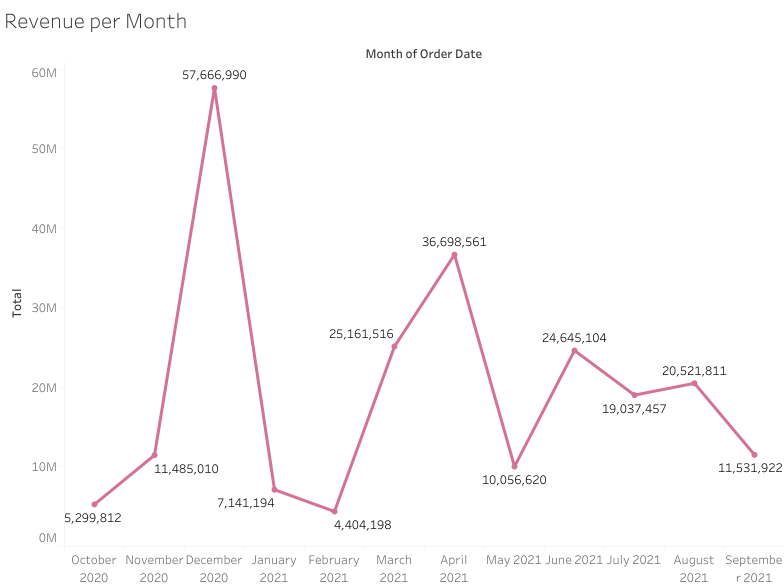 Revenue per Month
Month of Order Date
60M
57,666,990
50M
40M
36,698,561
Total
30M
25,161,516
24,645,104
20M
20,521,811
19,037,457
10M
11,485,010
11,531,922
10,056,620
7,141,194
5,299,812
4,404,198
0M
October November December January February March April May 2021 June 2021 July 2021 August Septembe
2020 2020 2020 2021 2021 2021 2021 2021 r 2021